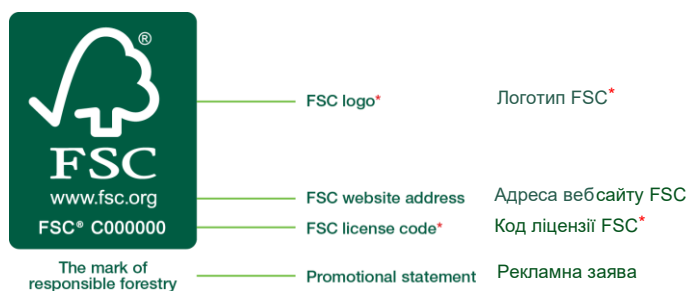 ®
FSC
www.fsc.org
FSC® C000000
The mark of
responsible forestry
FSC logo* Логотип FSC*
FSC website address Адреса вебсайту FSC
FSC license code* Код ліцензії FSC*
Promotional statement Рекламна заява